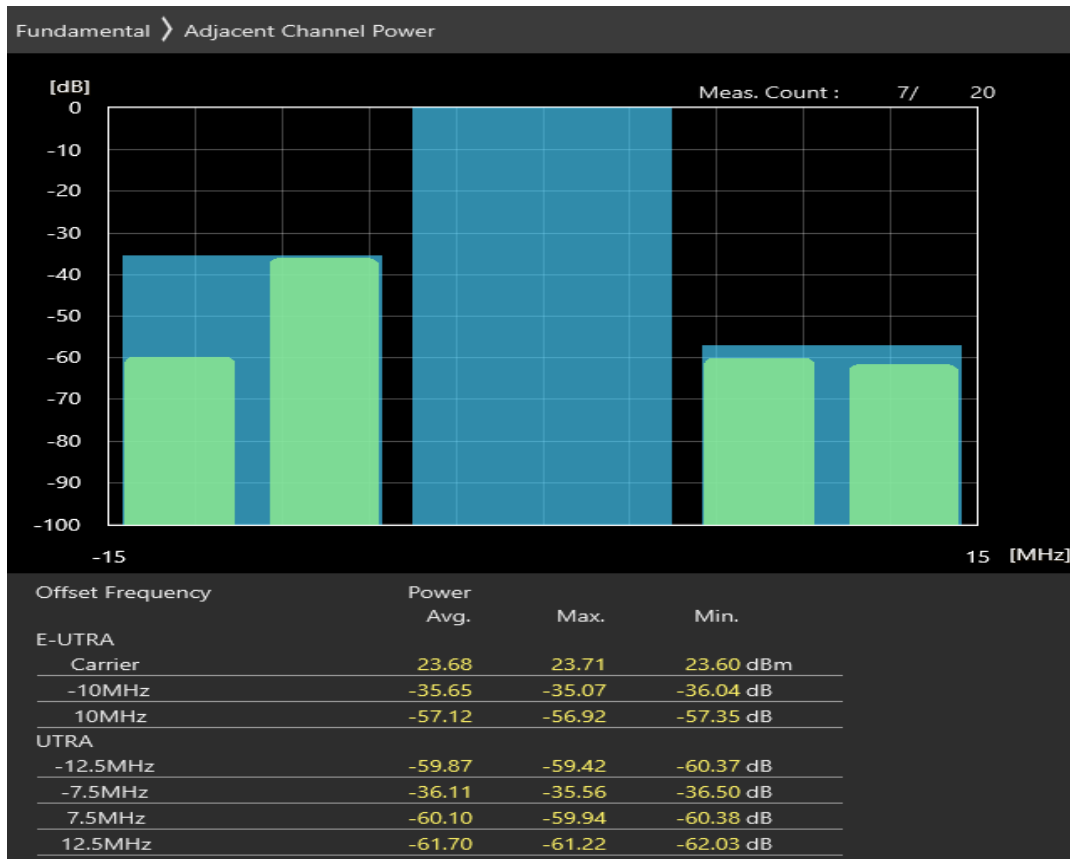 Fundamental ❯ Adjacent Channel Power
[dB]
Meas. Count : 7/ 20
0
-10
-20
-30
-40
-50
-60
-70
-80
-90
-100
-15 15 [MHz]
Offset Frequency Power
Avg. Max. Min.
E-UTRA
Carrier 23.68 23.71 23.60 dBm
-10MHz -35.65 -35.07 -36.04 dB
10MHz -57.12 -56.92 -57.35 dB
UTRA
-12.5MHz -59.87 -59.42 -60.37 dB
-7.5MHz -36.11 -35.56 -36.50 dB
7.5MHz -60.10 -59.94 -60.38 dB
12.5MHz -61.70 -61.22 -62.03 dB